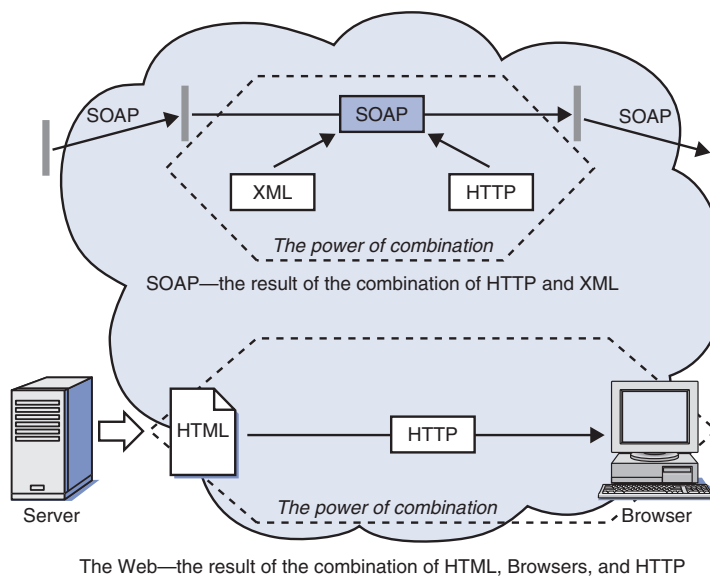 SOAP
SOAP
SOAP
XML
HTTP
The power of combination
SOAP—the result of the combination of HTTP and XML
HTML
HTTP
The power of combination
Server
Browser
The Web—the result of the combination of HTML, Browsers, and HTTP